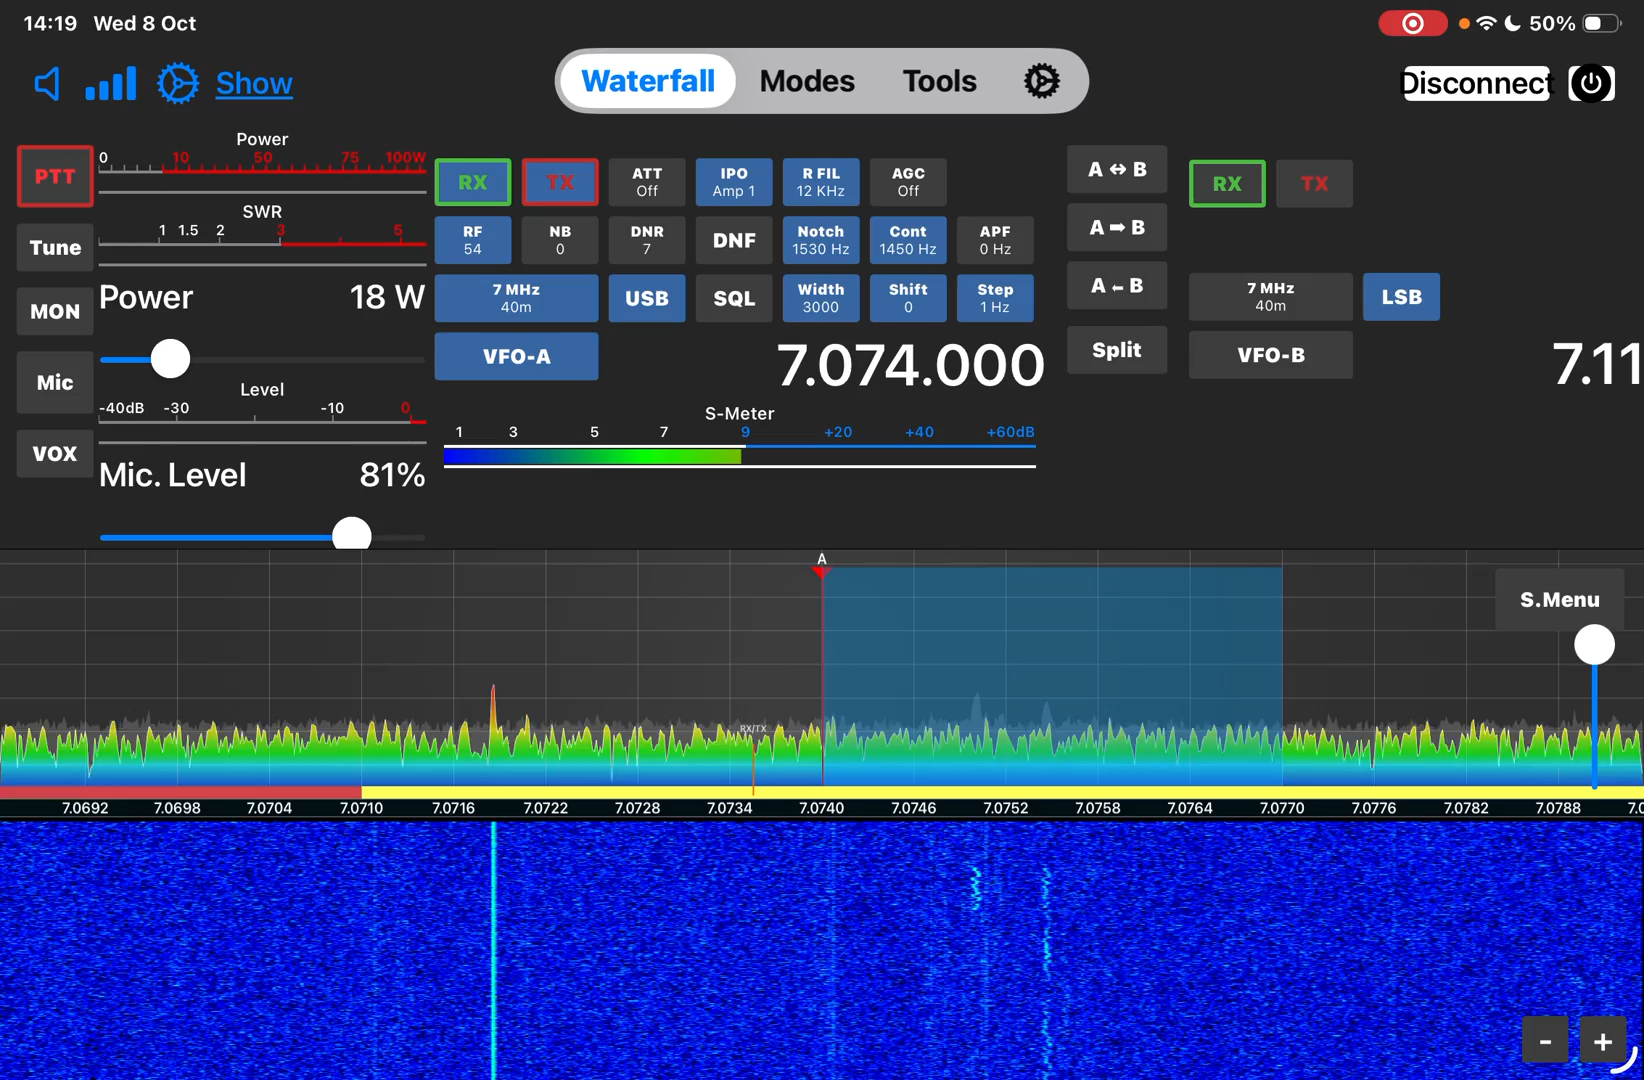 14:19 Wed 8 Oct
50%
Show
Waterfall Modes Tools
Disconnect
PTT
Power
0 10 50 75 100W
SWR
1 1.5 2 3 5
Tune
MON
Power 18 W
Mic
Level
-40dB -30 -10 0
VOX
Mic. Level 81%
RX TX ATT Off IPO Amp 1 R FIL 12 KHz AGC Off
RF 54 NB 0 DNR 7 DNF Notch 1530 Hz Cont 1450 Hz APF 0 Hz
7 MHz 40m USB SQL Width 3000 Shift 0 Step 1 Hz
VFO-A 7.074.000
S-Meter
1 3 5 7 9 +20 +40 +60dB
A ⇔ B
A ➡ B
A ← B
Split
RX TX
7 MHz 40m LSB
VFO-B 7.11
A
S.Menu
RX/TX
7.0692 7.0698 7.0704 7.0710 7.0716 7.0722 7.0728 7.0734 7.0740 7.0746 7.0752 7.0758 7.0764 7.0770 7.0776 7.0782 7.0788 7.0
- +